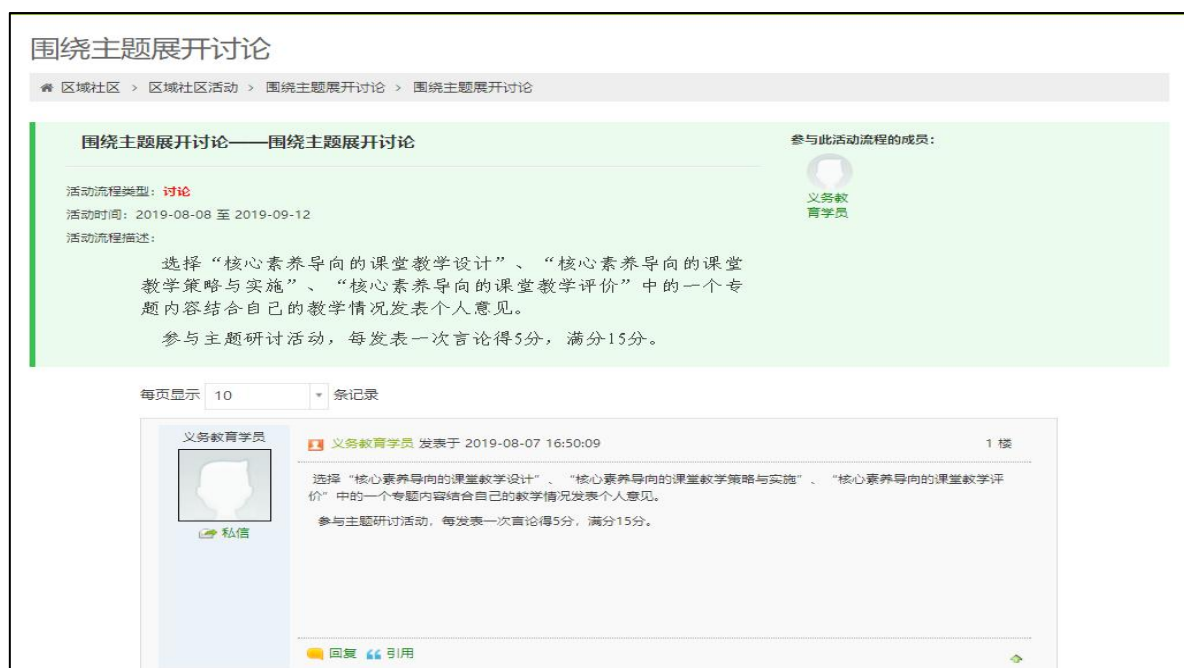 围绕主题展开讨论
区域社区 > 区域社区活动 > 围绕主题展开讨论 > 围绕主题展开讨论
围绕主题展开讨论——围绕主题展开讨论
参与此活动流程的成员：
义务教
育学员
活动流程类型：讨论
活动时间：2019-08-08 至 2019-09-12
活动流程描述：
选择“核心素养导向的课堂教学设计”、“核心素养导向的课堂
教学策略与实施”、“核心素养导向的课堂教学评价”中的一个专
题内容结合自己的教学情况发表个人意见。
参与主题研讨活动，每发表一次言论得5分，满分15分。
每页显示 10 条记录
义务教育学员
私信
义务教育学员 发表于 2019-08-07 16:50:09 1 楼
选择“核心素养导向的课堂教学设计”、“核心素养导向的课堂教学策略与实施”、“核心素养导向的课堂教学评
价”中的一个专题内容结合自己的教学情况发表个人意见。
参与主题研讨活动，每发表一次言论得5分，满分15分。
回复 引用